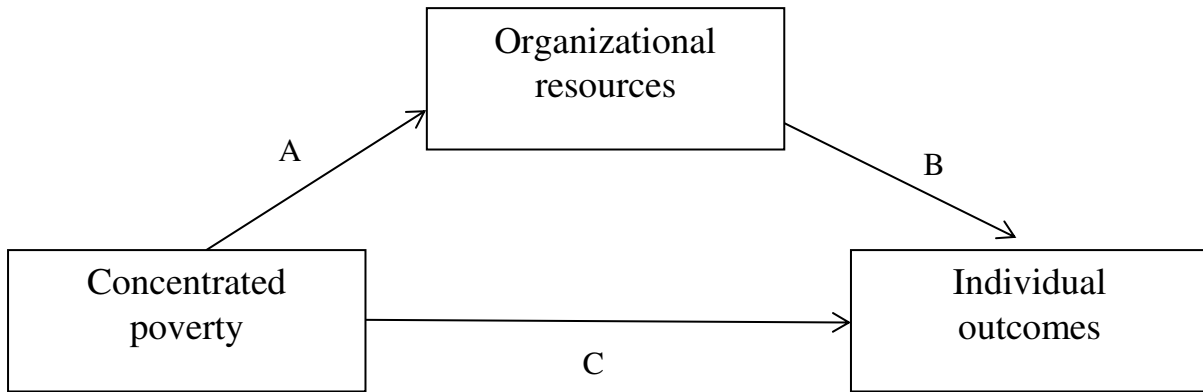 Organizational
resources
A
B
Concentrated
poverty
Individual
outcomes
C